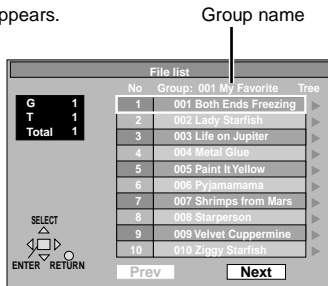 ppears.
Group name
File list
No Group: 001 My Favorite Tree
G 1
T 1
Total 1
1 001 Both Ends Freezing
2 002 Lady Starfish
3 003 Life on Jupiter
4 004 Metal Glue
5 005 Paint It Yellow
6 006 Pyjamamama
7 007 Shrimps from Mars
8 008 Starperson
9 009 Velvet Cuppermine
10 010 Ziggy Starfish
SELECT
ENTER RETURN
Prev Next